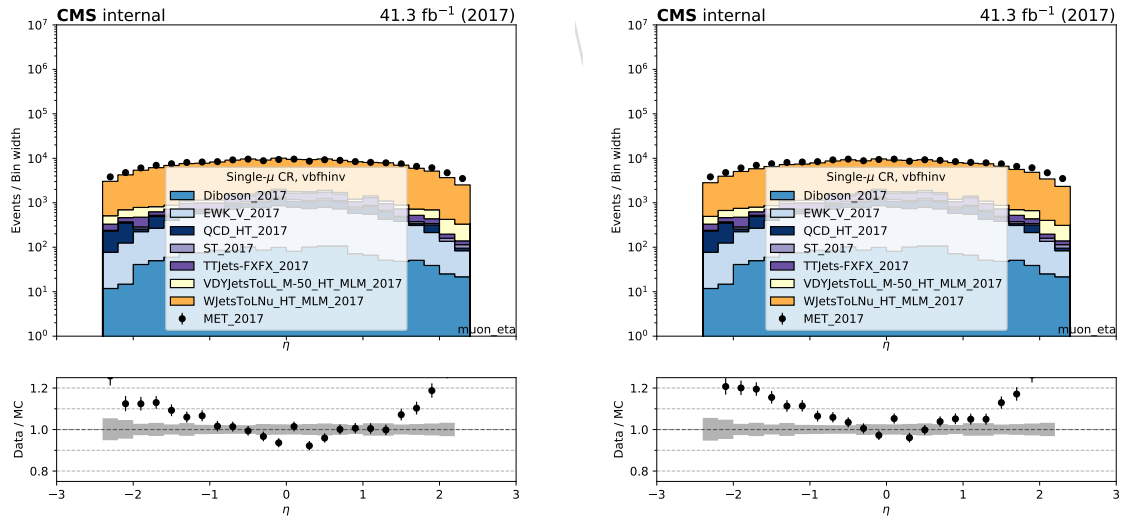 CMS internal 41.3 fb⁻¹ (2017)
10⁷
10⁶
10⁵
10⁴
10³
10²
10¹
10⁰
Events / Bin width
Single-μ CR, vbfhinv
Diboson_2017
EWK_V_2017
QCD_HT_2017
ST_2017
TTJets-FXFX_2017
VDYJetsToLL_M-50_HT_MLM_2017
WJetsToLNu_HT_MLM_2017
MET_2017
muon_eta
η
1.2
1.0
0.8
Data / MC
−3 −2 −1 0 1 2 3
η
CMS internal 41.3 fb⁻¹ (2017)
10⁷
10⁶
10⁵
10⁴
10³
10²
10¹
10⁰
Events / Bin width
Single-μ CR, vbfhinv
Diboson_2017
EWK_V_2017
QCD_HT_2017
ST_2017
TTJets-FXFX_2017
VDYJetsToLL_M-50_HT_MLM_2017
WJetsToLNu_HT_MLM_2017
MET_2017
muon_eta
η
1.2
1.0
0.8
Data / MC
−3 −2 −1 0 1 2 3
η